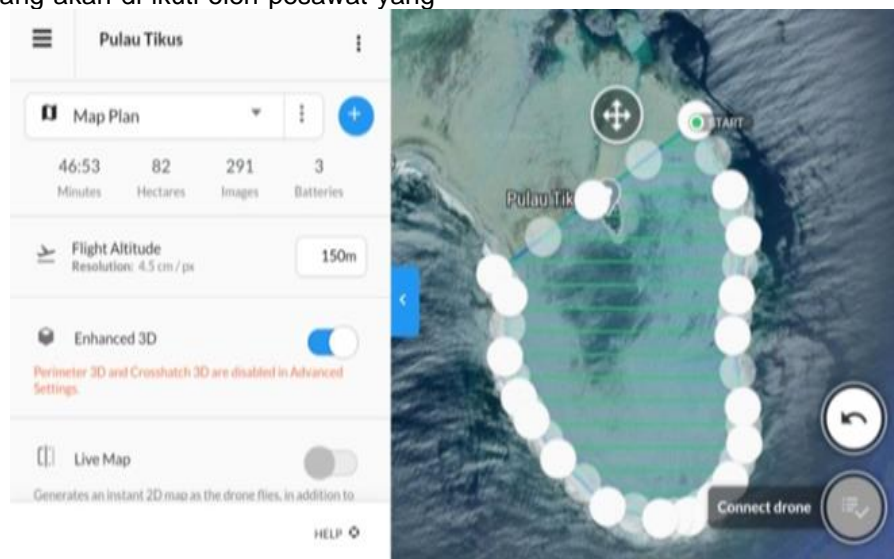 ang akan di ikuti oleh pesawat yang
Pulau Tikus
Map Plan
46:53 82 291 3
Minutes Hectares Images Batteries
Flight Altitude
Resolution: 4.5 cm / px
150m
Enhanced 3D
Perimeter 3D and Crosshatch 3D are disabled in Advanced
Settings.
Live Map
Generates an instant 2D map as the drone flies, in addition to
HELP
START
Pulau Tik
Connect drone